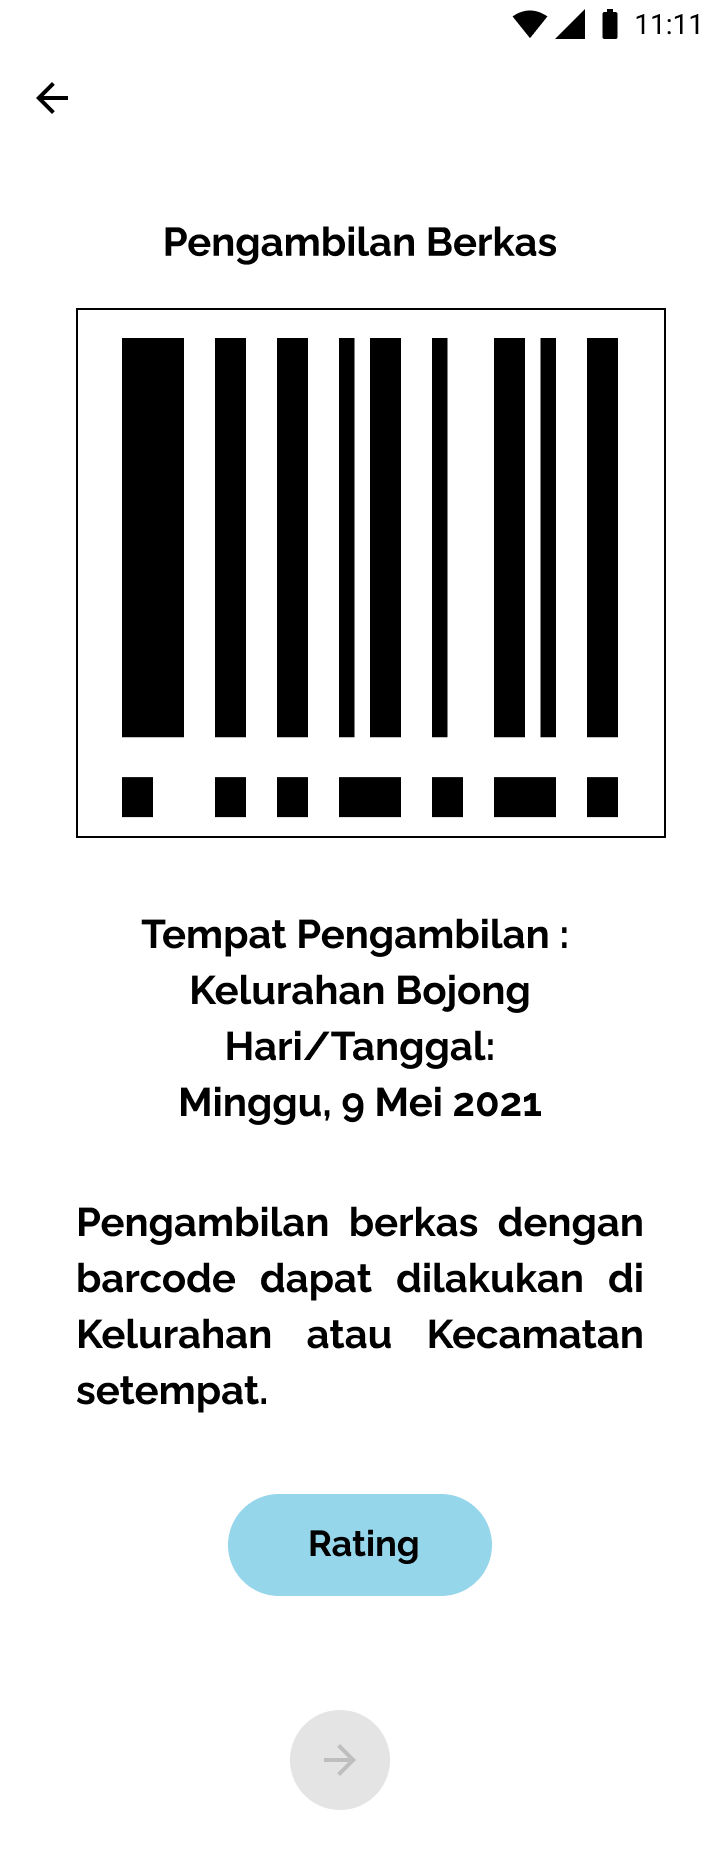 11:11
Pengambilan Berkas
Tempat Pengambilan :
Kelurahan Bojong
Hari/Tanggal:
Minggu, 9 Mei 2021
Pengambilan berkas dengan
barcode dapat dilakukan di
Kelurahan atau Kecamatan
setempat.
Rating